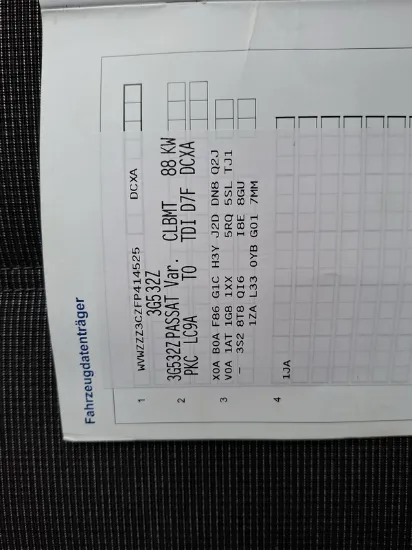 Fahrzeugdatenträger
1 WVWZZZ3CZFP414525 DCXA
3G532Z
2 3G532Z PASSAT Var. CLBMT 88 KW
PKC LC9A TO TDI D7F DCXA
X0A B0A F86 G1C H3Y J2D DNB Q2J
3 V0A 1AT 1G8 1XX 5RQ 5SL TJ1
- 3S2 8T8 QI6 I8E 8GU
1ZA L33 0YB G01 7MM
4 1JA